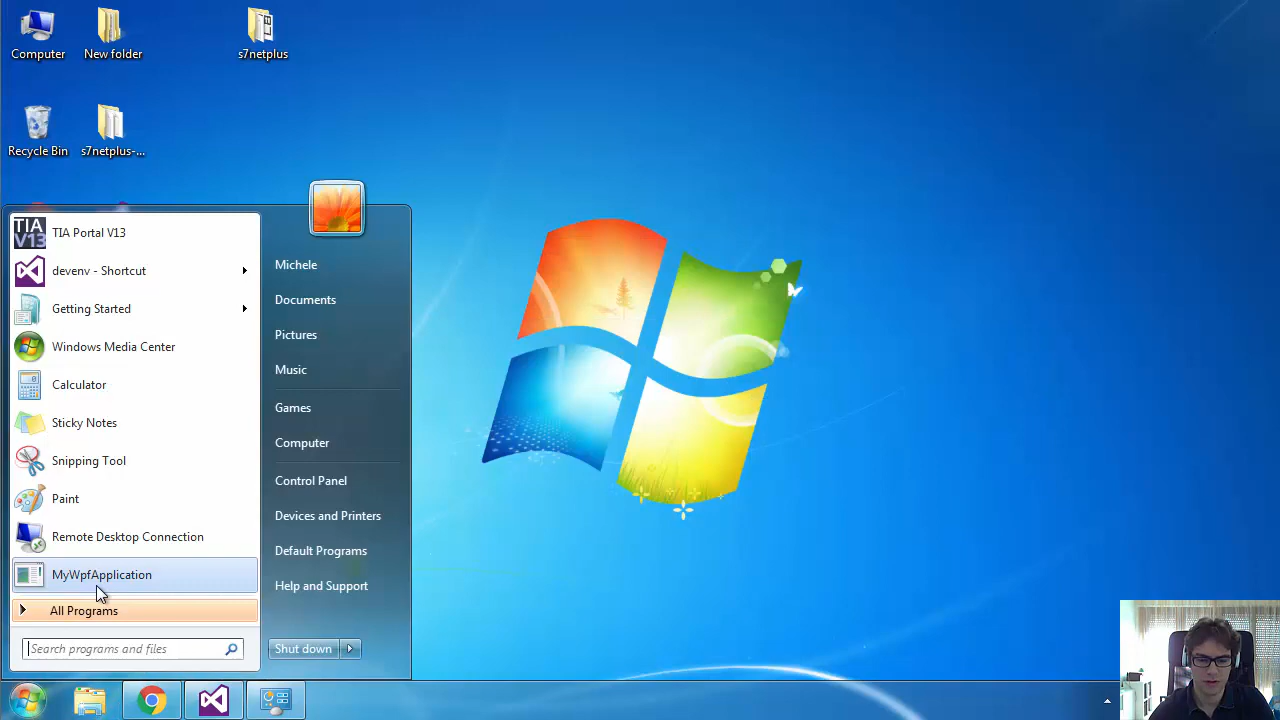 Computer
New folder
s7netplus
Recycle Bin
s7netplus-...
TIA
V13
TIA Portal V13
devenv - Shortcut
Getting Started
Windows Media Center
Calculator
Sticky Notes
Snipping Tool
Paint
Remote Desktop Connection
MyWpfApplication
All Programs
Search programs and files
Michele
Documents
Pictures
Music
Games
Computer
Control Panel
Devices and Printers
Default Programs
Help and Support
Shut down